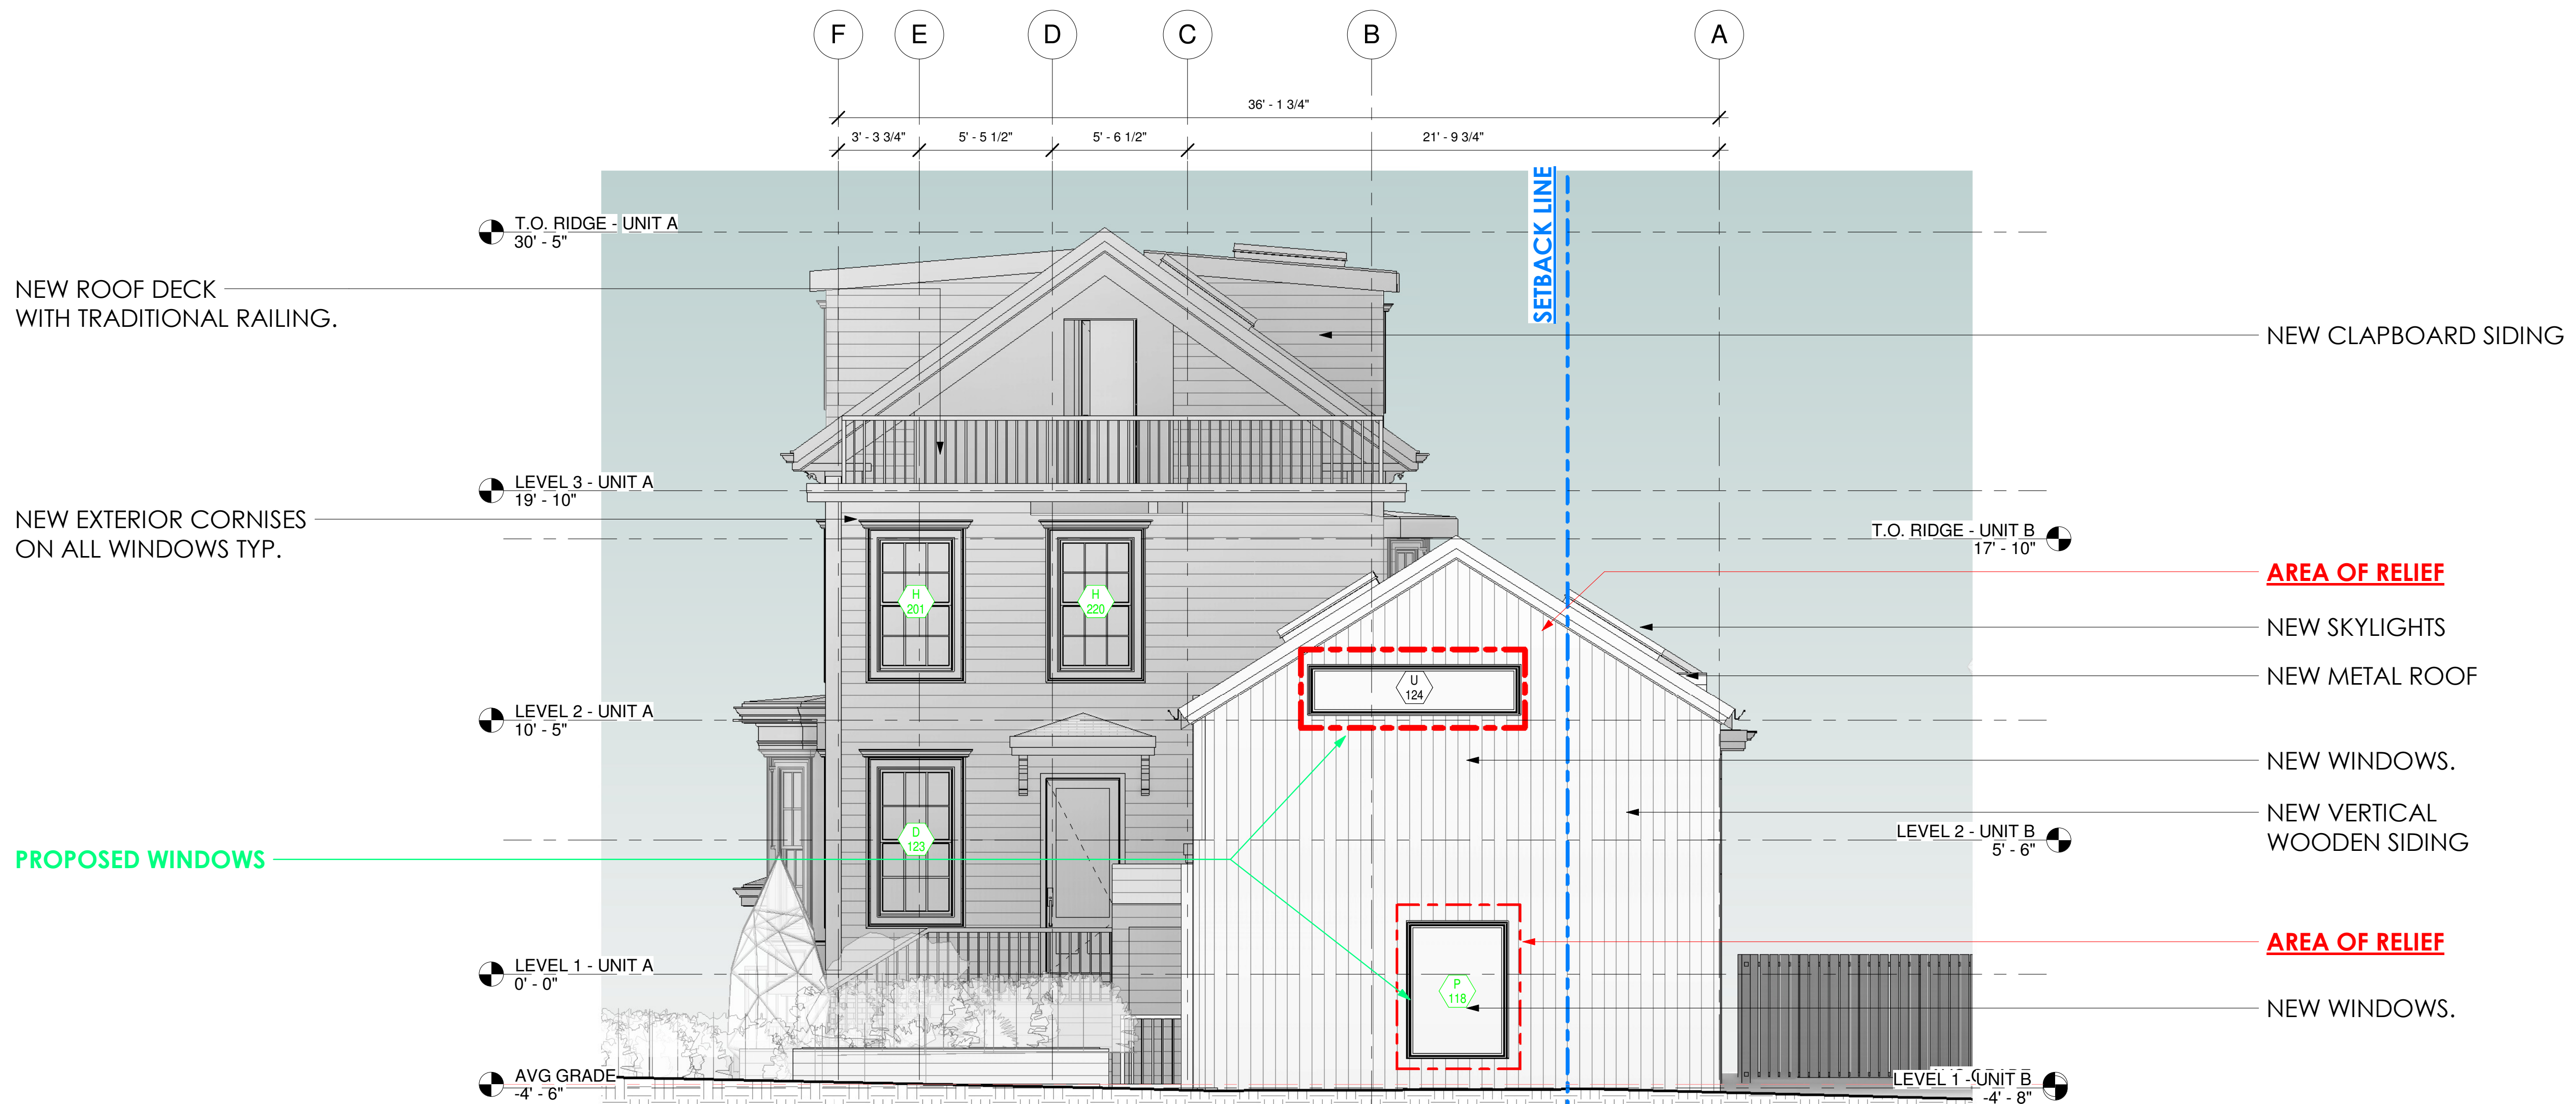 F E D C B A
36' - 1 3/4"
3' - 3 3/4" 5' - 5 1/2" 5' - 6 1/2" 21' - 9 3/4"
SETBACK LINE
T.O. RIDGE - UNIT A
30' - 5"
NEW ROOF DECK
WITH TRADITIONAL RAILING.
NEW CLAPBOARD SIDING
LEVEL 3 - UNIT A
19' - 10"
NEW EXTERIOR CORNISES
ON ALL WINDOWS TYP.
T.O. RIDGE - UNIT B
17' - 10"
AREA OF RELIEF
H
201
H
220
NEW SKYLIGHTS
NEW METAL ROOF
U
124
LEVEL 2 - UNIT A
10' - 5"
NEW WINDOWS.
NEW VERTICAL
WOODEN SIDING
D
123
LEVEL 2 - UNIT B
5' - 6"
PROPOSED WINDOWS
AREA OF RELIEF
LEVEL 1 - UNIT A
0' - 0"
P
118
NEW WINDOWS.
AVG GRADE
-4' - 6"
LEVEL 1 - UNIT B
-4' - 8"